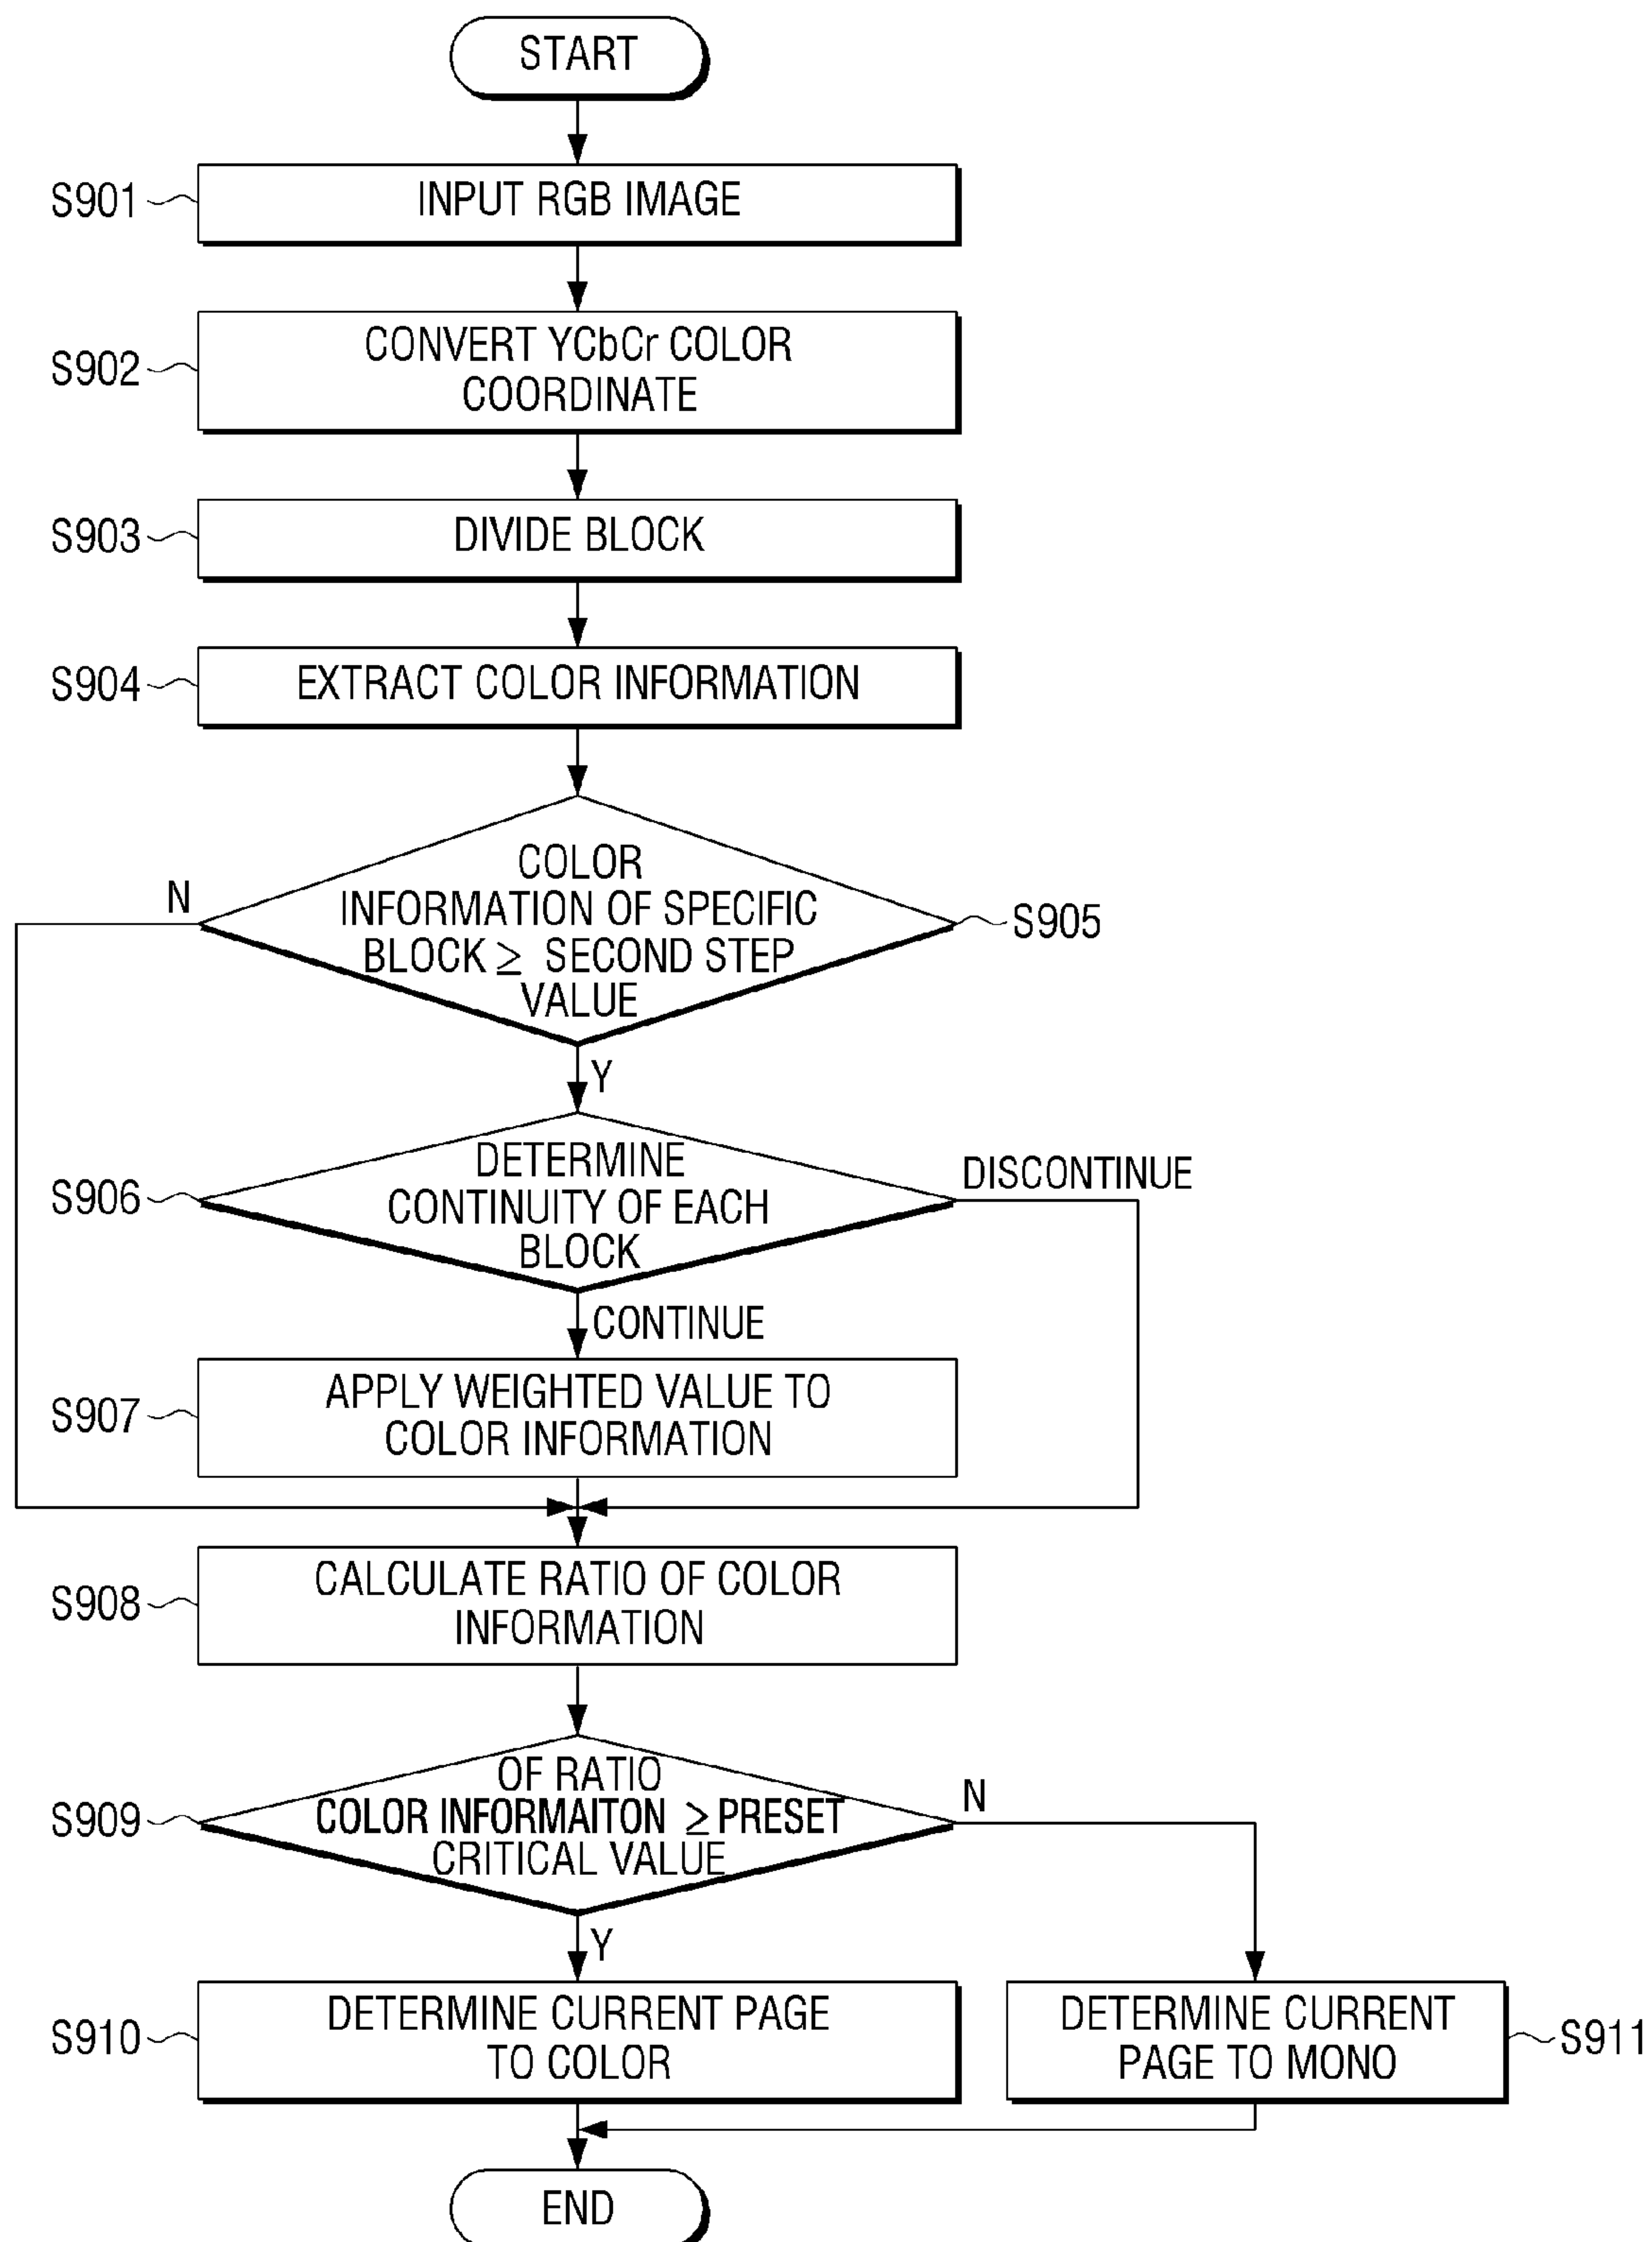 START
S901
INPUT RGB IMAGE
S902
CONVERT YCbCr COLOR
COORDINATE
S903
DIVIDE BLOCK
S904
EXTRACT COLOR INFORMATION
COLOR
INFORMATION OF SPECIFIC
BLOCK ≥ SECOND STEP
VALUE
N
S905
Y
S906
DETERMINE
CONTINUITY OF EACH
BLOCK
DISCONTINUE
CONTINUE
S907
APPLY WEIGHTED VALUE TO
COLOR INFORMATION
S908
CALCULATE RATIO OF COLOR
INFORMATION
S909
OF RATIO
COLOR INFORMAITON ≥ PRESET
CRITICAL VALUE
N
Y
S910
DETERMINE CURRENT PAGE
TO COLOR
DETERMINE CURRENT
PAGE TO MONO
S911
END